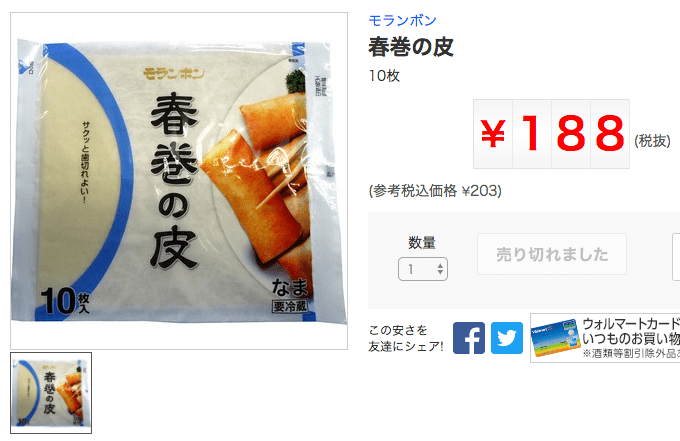 モランボン
春巻の皮
サクッと歯切れよい!
10枚入
なま
要冷蔵
モランボン
春巻の皮
10枚
¥188
(税抜)
(参考税込価格 ¥203)
数量
1
売り切れました
この安さを
友達にシェア!
ウォルマートカード
いつものお買い物
※酒類等割引除外品
春巻の皮